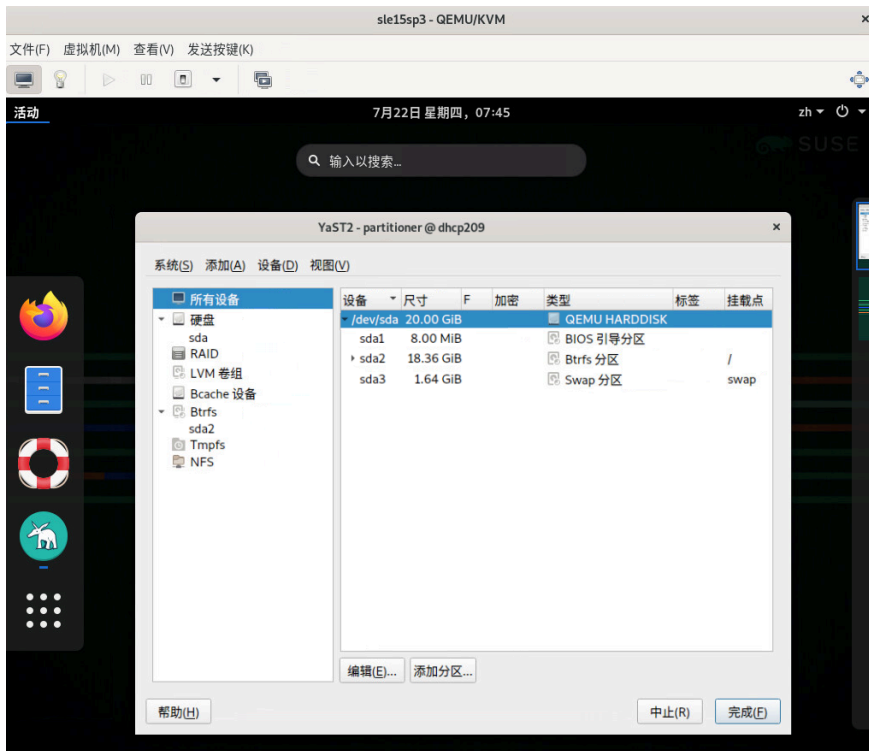 sle15sp3 - QEMU/KVM ×
文件(F) 虚拟机(M) 查看(V) 发送按键(K)
活动 7月22日 星期四, 07:45 zh
SUSE
输入以搜索...
YaST2 - partitioner @ dhcp209 ×
系统(S) 添加(A) 设备(D) 视图(V)
所有设备
硬盘
sda
RAID
LVM 卷组
Bcache 设备
Btrfs
sda2
Tmpfs
NFS
设备 尺寸 F 加密 类型 标签 挂载点
/dev/sda 20.00 GiB QEMU HARDDISK
sda1 8.00 MiB BIOS 引导分区
sda2 18.36 GiB Btrfs 分区 /
sda3 1.64 GiB Swap 分区 swap
编辑(E)... 添加分区...
帮助(H) 中止(R) 完成(F)